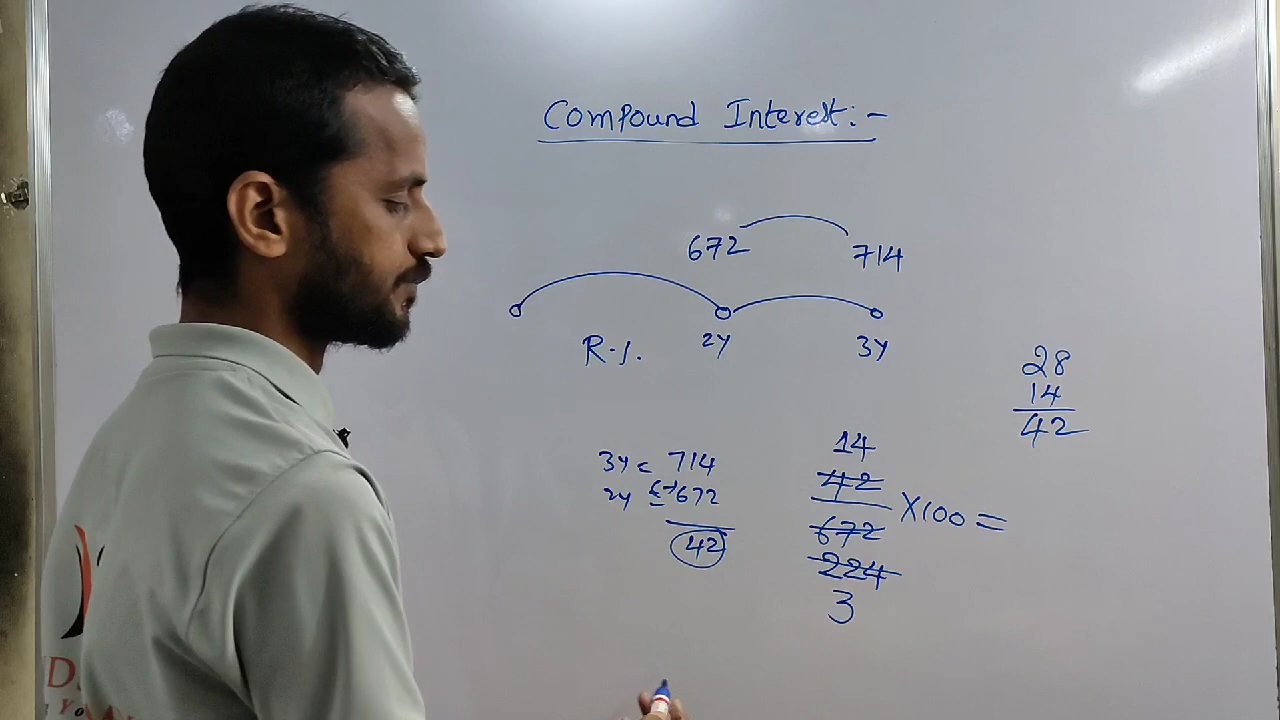 Compound Interest:-
672 714
R.I. 2Y 3Y
28
14
42
3Y = 714
2Y = (-) 672
42
14
42
672 X100 =
224
3